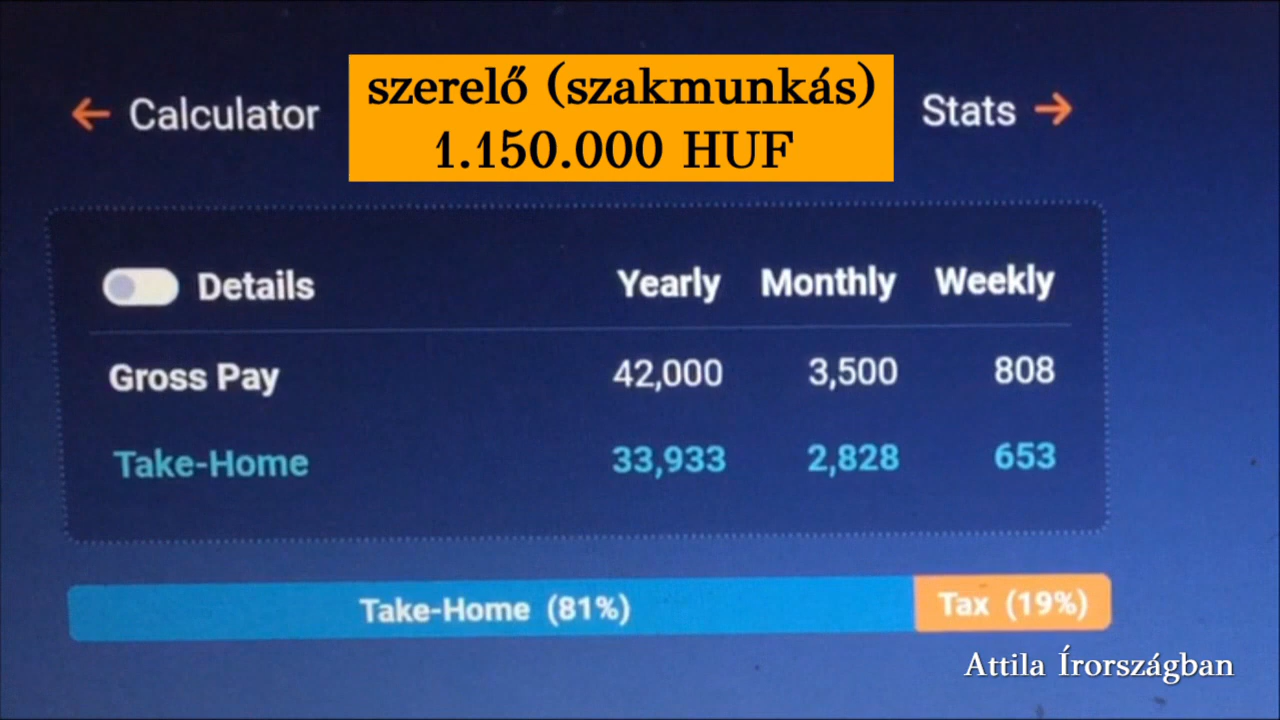 ← Calculator
szerelő (szakmunkás)
1.150.000 HUF
Stats →
Details Yearly Monthly Weekly
Gross Pay 42,000 3,500 808
Take-Home 33,933 2,828 653
Take-Home (81%) Tax (19%)
Attila Írországban